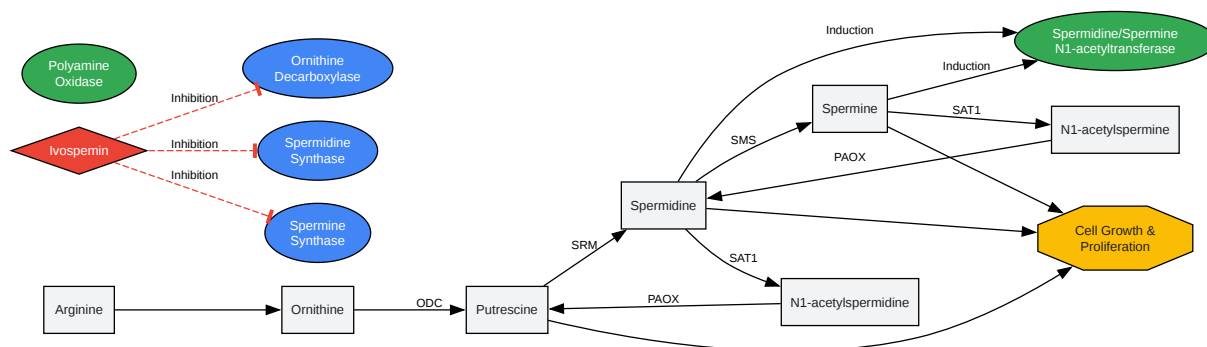 Polyamine
Oxidase
Ivospemin
Inhibition
Inhibition
Inhibition
Ornithine
Decarboxylase
Spermidine
Synthase
Spermine
Synthase
Arginine
Ornithine
ODC
Putrescine
SRM
Spermidine
PAOX
SAT1
N1-acetylspermidine
SMS
Induction
Spermine
Induction
SAT1
PAOX
Spermidine/Spermine
N1-acetyltransferase
N1-acetylspermine
Cell Growth &
Proliferation